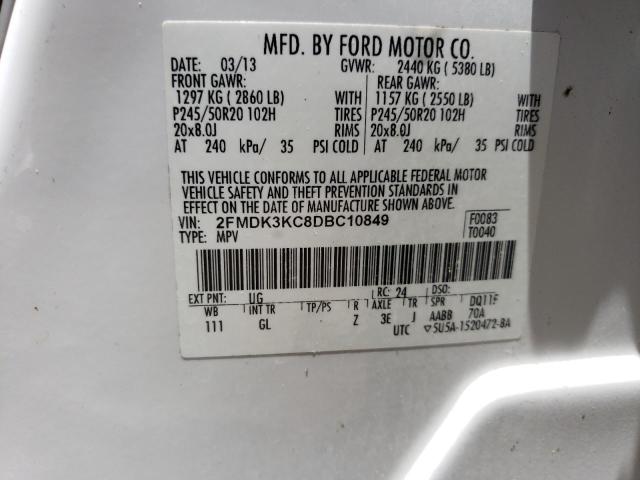 MFD. BY FORD MOTOR CO.
DATE: 03/13 GVWR: 2440 KG ( 5380 LB)
FRONT GAWR: REAR GAWR:
1297 KG ( 2860 LB) WITH 1157 KG ( 2550 LB) WITH
P245/50R20 102H TIRES P245/50R20 102H TIRES
20x8.0J RIMS 20x8.0J RIMS
AT 240 kPa/ 35 PSI COLD AT 240 kPa/ 35 PSI COLD
THIS VEHICLE CONFORMS TO ALL APPLICABLE FEDERAL MOTOR
VEHICLE SAFETY AND THEFT PREVENTION STANDARDS IN
EFFECT ON THE DATE OF MANUFACTURE SHOWN ABOVE.
VIN: 2FMDK3KC8DBC10849 F0083
TYPE: MPV T0040
EXT PNT: UG RC: 24 DSO:
WB INT TR TP/PS R AXLE TR SPR DQ11F
111 GL Z 3E J AABB 70A
UTC ▽5U5A-1520472-BA